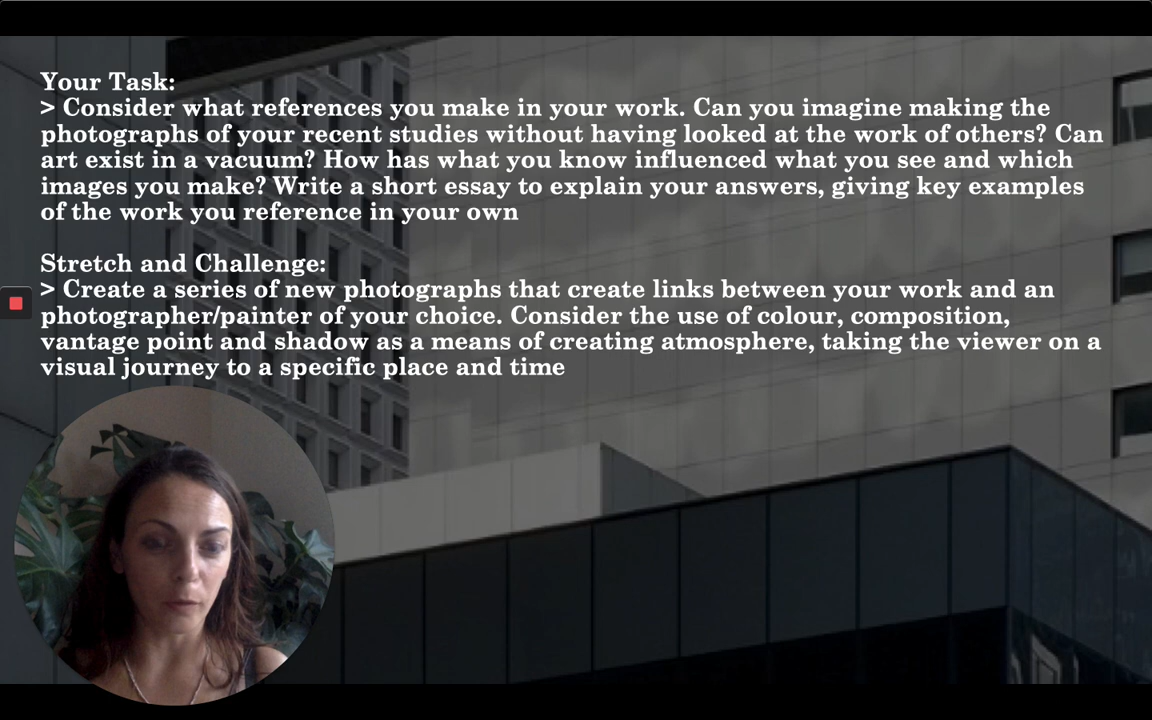 Your Task:
> Consider what references you make in your work. Can you imagine making the
photographs of your recent studies without having looked at the work of others? Can
art exist in a vacuum? How has what you know influenced what you see and which
images you make? Write a short essay to explain your answers, giving key examples
of the work you reference in your own
Stretch and Challenge:
> Create a series of new photographs that create links between your work and an
photographer/painter of your choice. Consider the use of colour, composition,
vantage point and shadow as a means of creating atmosphere, taking the viewer on a
visual journey to a specific place and time